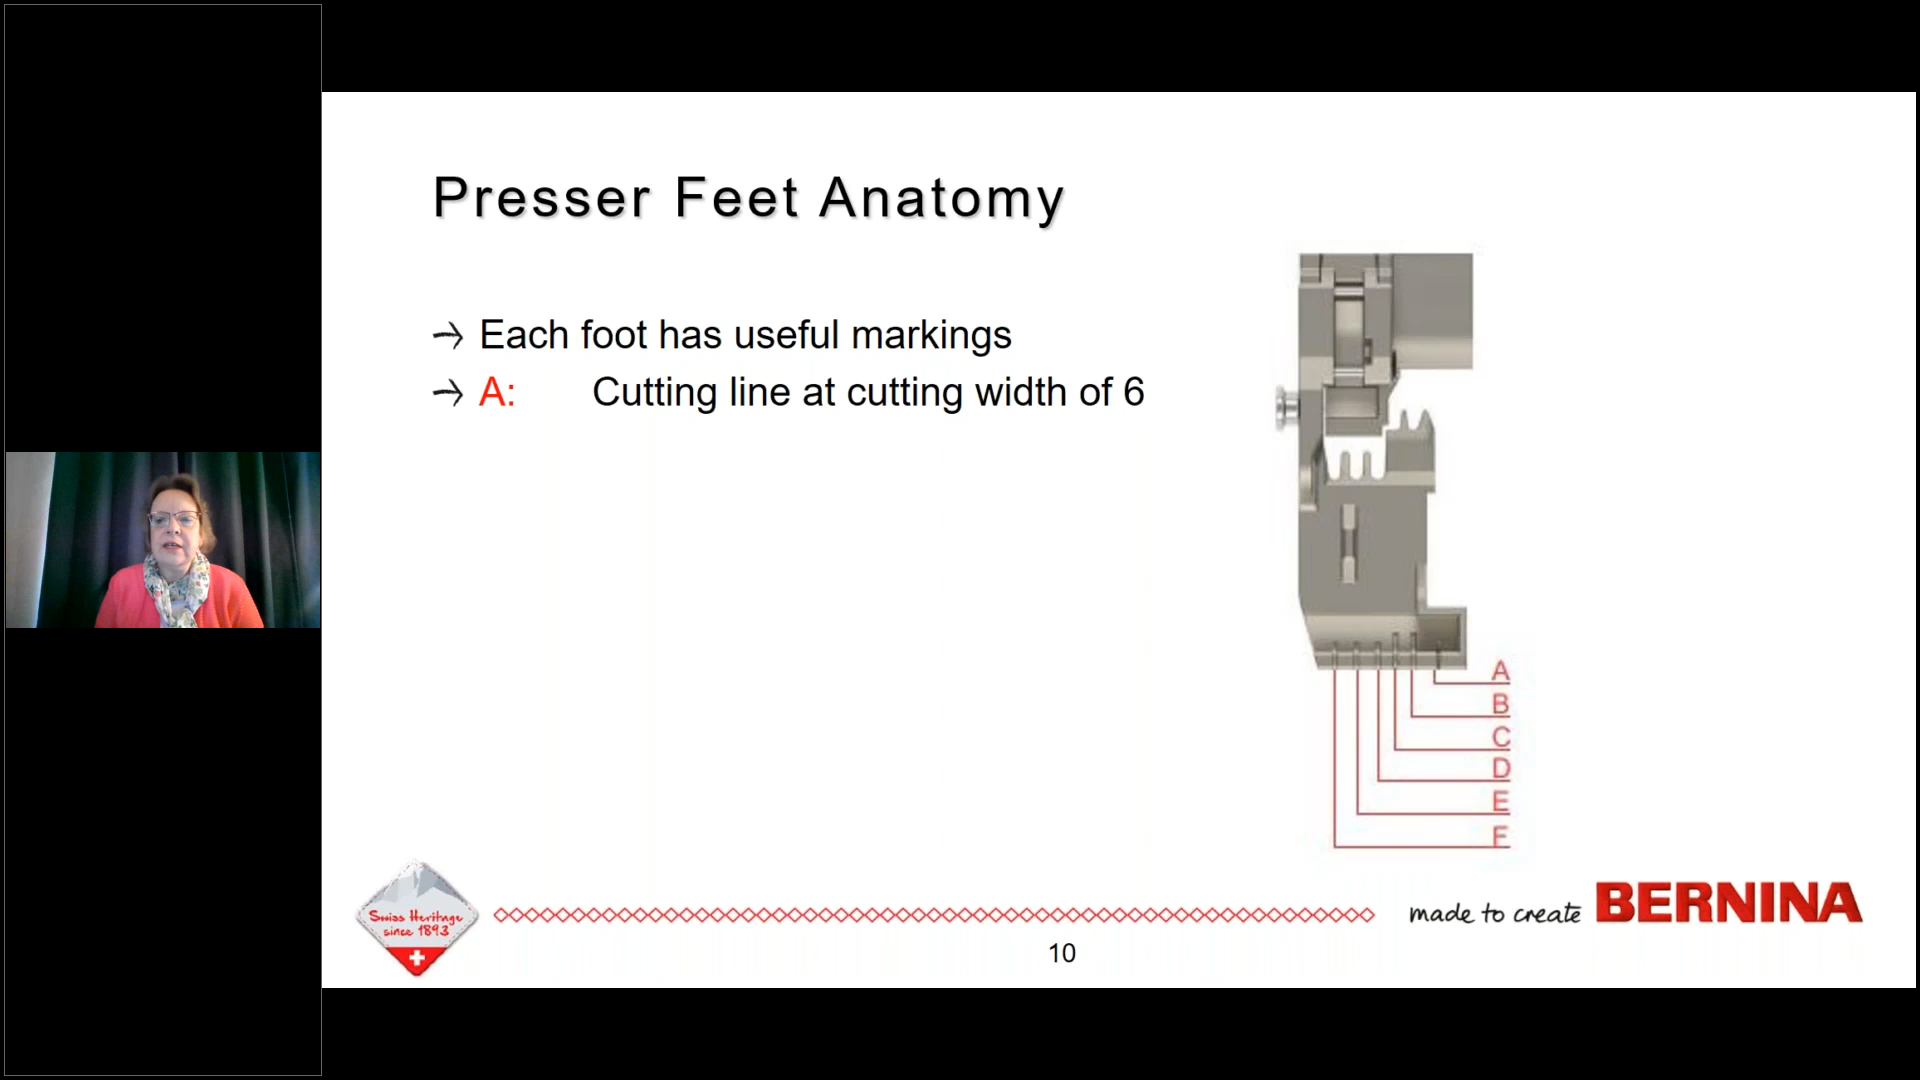 Presser Feet Anatomy
Each foot has useful markings
A: Cutting line at cutting width of 6
A
B
C
D
E
F
Swiss Heritage
since 1893
made to create BERNINA
10